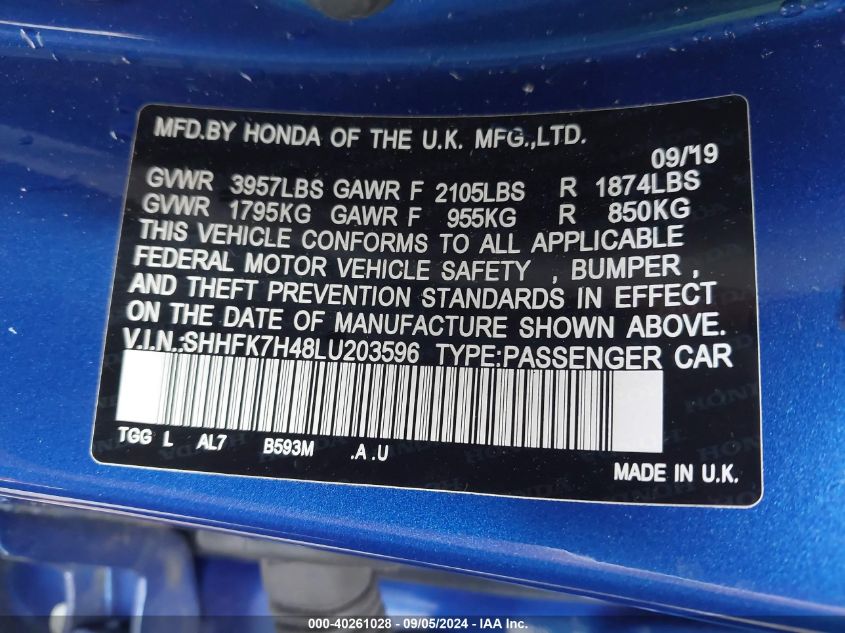 MFD.BY HONDA OF THE U.K. MFG.,LTD.
09/19
GVWR 3957LBS GAWR F 2105LBS R 1874LBS
GVWR 1795KG GAWR F 955KG R 850KG
THIS VEHICLE CONFORMS TO ALL APPLICABLE
FEDERAL MOTOR VEHICLE SAFETY , BUMPER ,
AND THEFT PREVENTION STANDARDS IN EFFECT
ON THE DATE OF MANUFACTURE SHOWN ABOVE.
V.I.N.:SHHFK7H48LU203596 TYPE:PASSENGER CAR
TGG L AL7 B593M .A .U
MADE IN U.K.
000-40261028 - 09/05/2024 - IAA Inc.